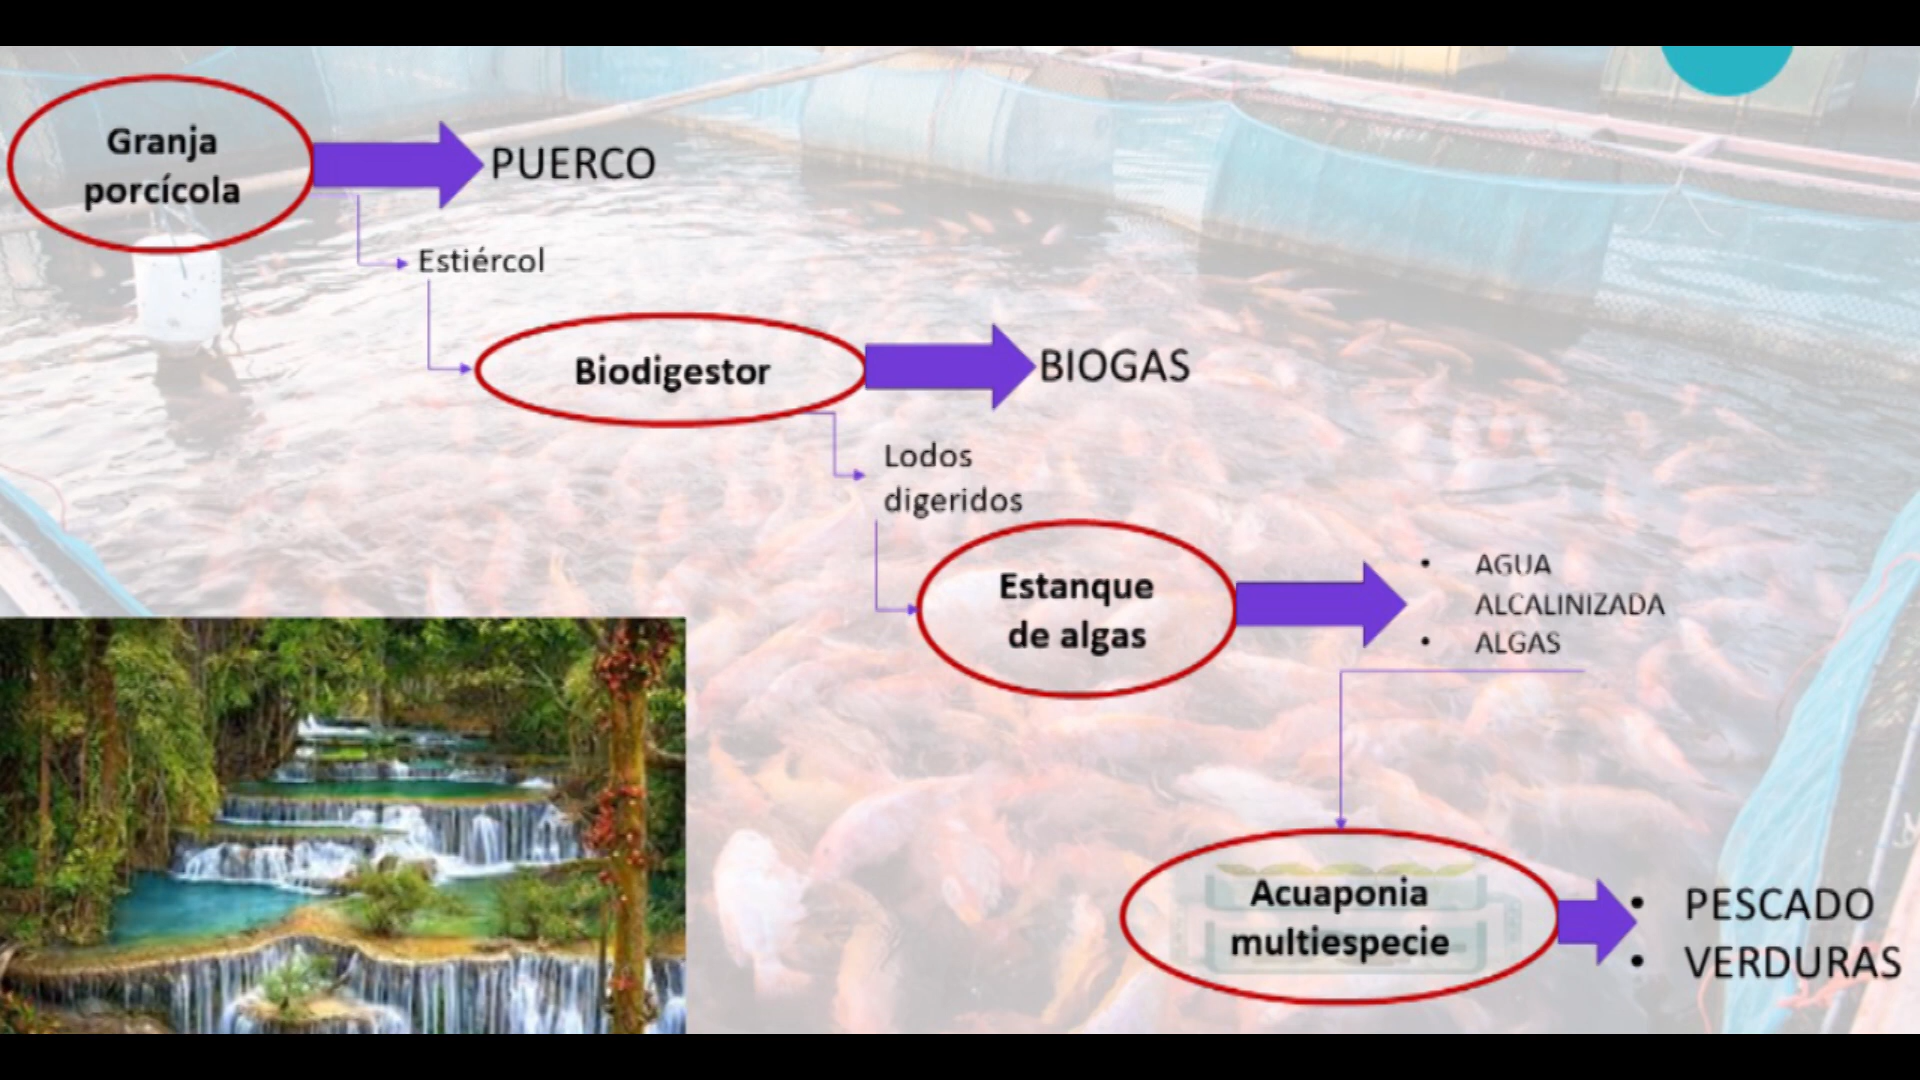 Granja
porcícola
PUERCO
Estiércol
Biodigestor
BIOGAS
Lodos
digeridos
Estanque
de algas
• AGUA
ALCALINIZADA
• ALGAS
Acuaponia
multiespecie
• PESCADO
• VERDURAS